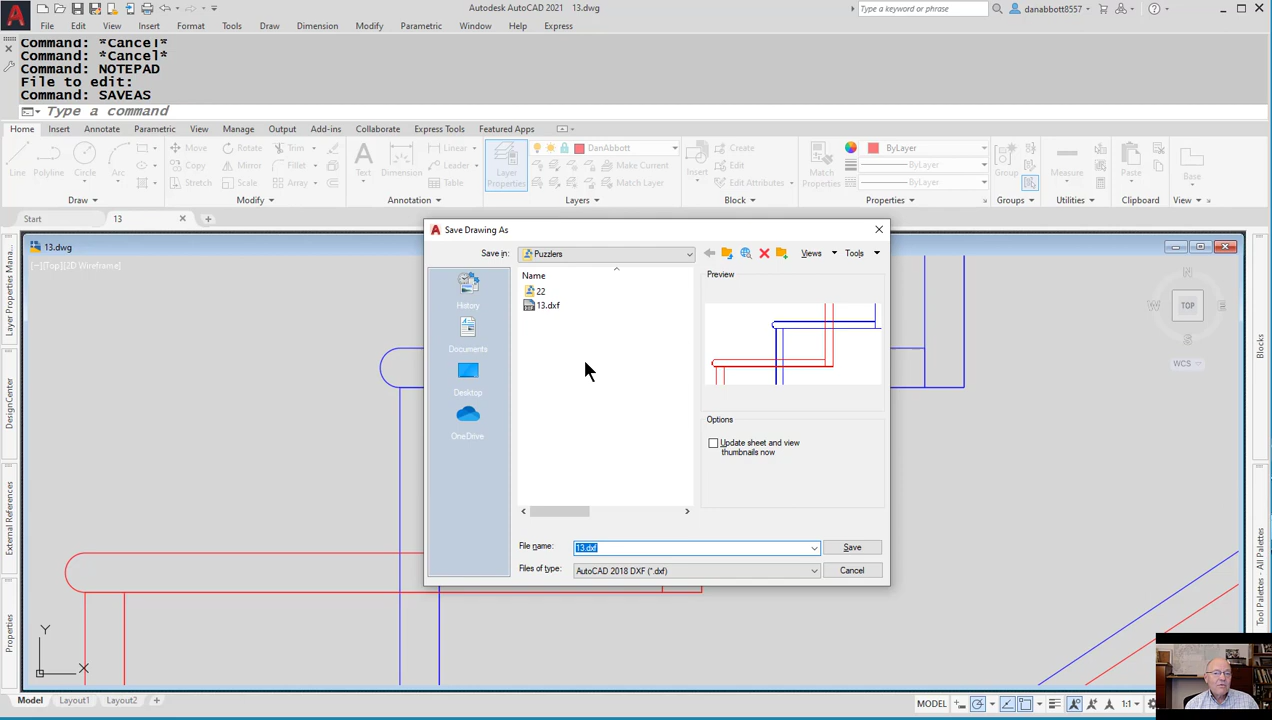 Autodesk AutoCAD 2021 13.dwg
Type a keyword or phrase
danabbott8557
File Edit View Insert Format Tools Draw Dimension Modify Parametric Window Help Express
Command: *Cancel*
Command: *Cancel*
Command: NOTEPAD
File to edit:
Command: SAVEAS
Type a command
Home Insert Annotate Parametric View Manage Output Add-ins Collaborate Express Tools Featured Apps
Line Polyline Circle Arc
Move Rotate Trim
Copy Mirror Fillet
Stretch Scale Array
Text Dimension
Linear
Leader
Table
Layer Properties
DanAbbott
Make Current
Match Layer
Insert
Create
Edit
Edit Attributes
Match Properties
ByLayer
ByLayer
ByLayer
Group
Measure
Paste
Base
Draw Modify Annotation Layers Block Properties Groups Utilities Clipboard View
Start 13
13.dwg
[—][Top][2D Wireframe]
Layer Properties Mana...
DesignCenter
External References
Properties
Blocks
Tool Palettes - All Palettes
N
W TOP E
S
WCS
Save Drawing As
Save in: Puzzlers
Views Tools
Name
22
13.dxf
History
Documents
Desktop
OneDrive
Preview
Options
Update sheet and view
thumbnails now
File name: 13.dxf
Save
Files of type: AutoCAD 2018 DXF (*.dxf)
Cancel
Y
X
Model Layout1 Layout2
MODEL 1:1